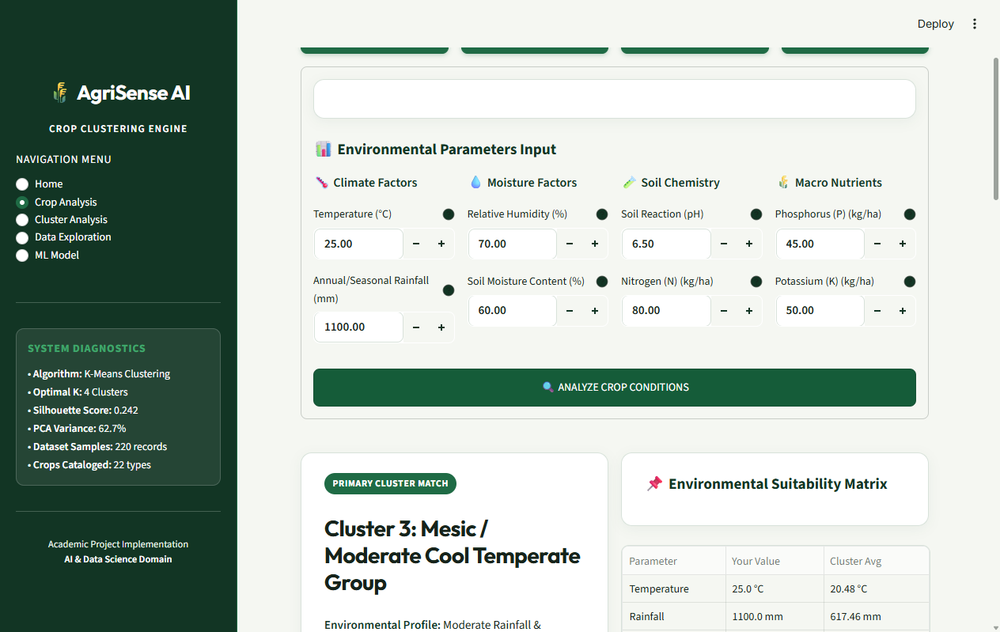 Deploy
AgriSense AI
CROP CLUSTERING ENGINE
NAVIGATION MENU
Home
Crop Analysis
Cluster Analysis
Data Exploration
ML Model
SYSTEM DIAGNOSTICS
• Algorithm: K-Means Clustering
• Optimal K: 4 Clusters
• Silhouette Score: 0.242
• PCA Variance: 62.7%
• Dataset Samples: 220 records
• Crops Cataloged: 22 types
Academic Project Implementation
AI & Data Science Domain
Environmental Parameters Input
Climate Factors
Temperature (°C)
25.00
Annual/Seasonal Rainfall
(mm)
1100.00
Moisture Factors
Relative Humidity (%)
70.00
Soil Moisture Content (%)
60.00
Soil Chemistry
Soil Reaction (pH)
6.50
Nitrogen (N) (kg/ha)
80.00
Macro Nutrients
Phosphorus (P) (kg/ha)
45.00
Potassium (K) (kg/ha)
50.00
ANALYZE CROP CONDITIONS
PRIMARY CLUSTER MATCH
Cluster 3: Mesic /
Moderate Cool Temperate
Group
Environmental Profile: Moderate Rainfall &
Environmental Suitability Matrix
Parameter Your Value Cluster Avg
Temperature 25.0 °C 20.48 °C
Rainfall 1100.0 mm 617.46 mm